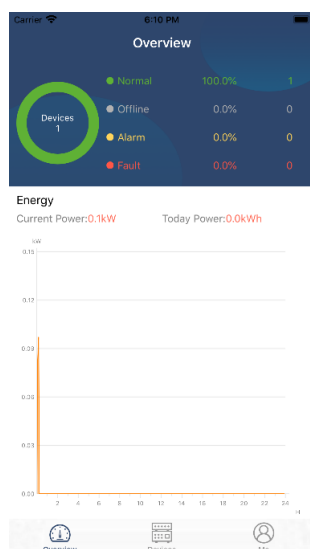 Carrier 6:10 PM
Overview
Devices
1
Normal 100.0% 1
Offline 0.0% 0
Alarm 0.0% 0
Fault 0.0% 0
Energy
Current Power:0.1kW Today Power:0.0kWh
kW
0.15
0.12
0.09
0.06
0.03
0.00
2 4 6 8 10 12 14 16 18 20 22 24
H
Overview Devices Me